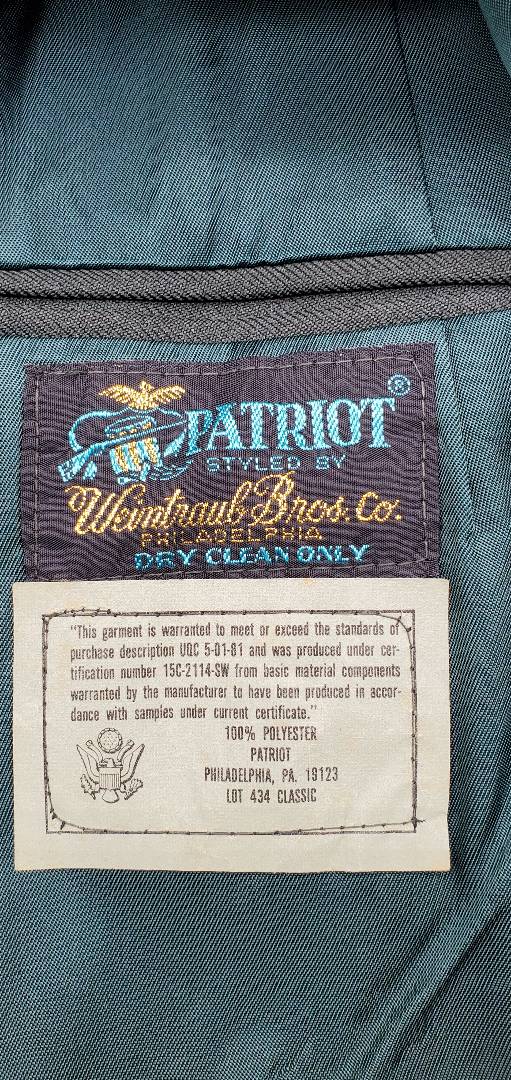 PATRIOT®
STYLED BY
Weintraub Bros. Co.
PHILADELPHIA
DRY CLEAN ONLY
"This garment is warranted to meet or exceed the standards of
purchase description UQC 5-01-81 and was produced under cer-
tification number 15C-2114-SW from basic material components
warranted by the manufacturer to have been produced in accor-
dance with samples under current certificate."
100% POLYESTER
PATRIOT
PHILADELPHIA, PA. 19123
LOT 434 CLASSIC